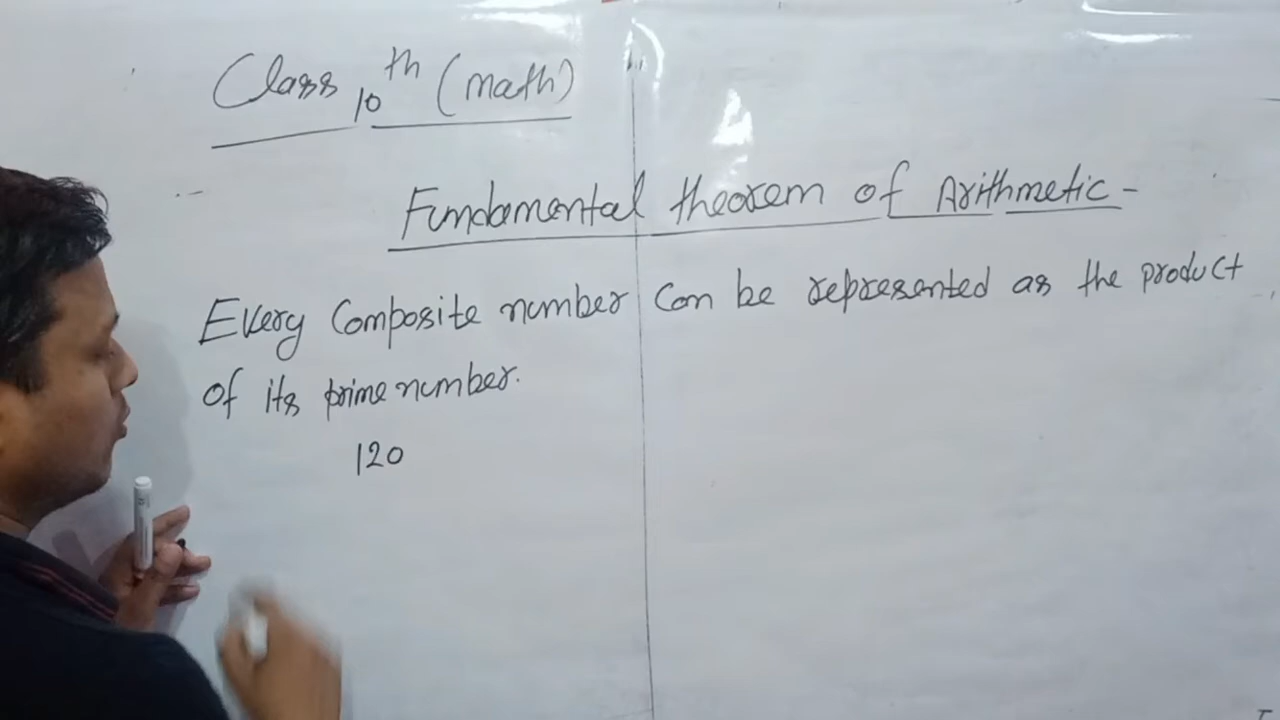 Class 10th (math)
Fundamental theorem of Arithmetic -
Every Composite number Can be represented as the product
of its prime number.
120